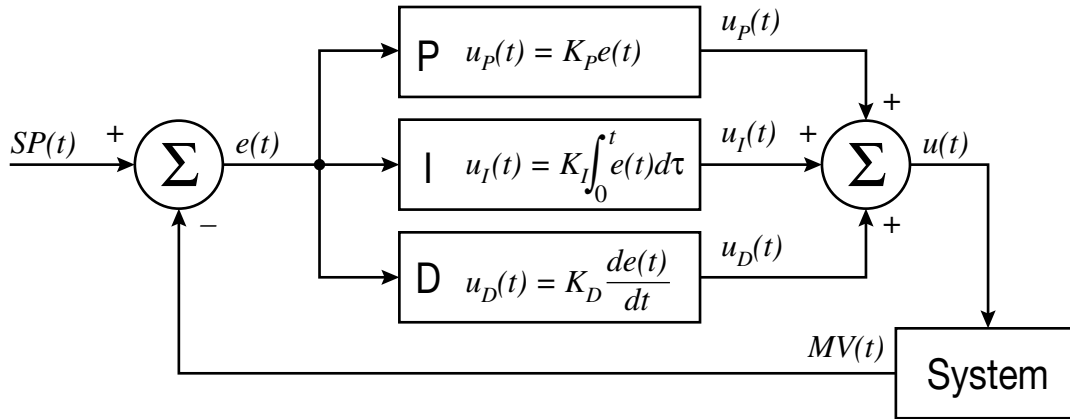 u_P(t)
P u_P(t) = K_P e(t)
+
SP(t) + Σ e(t)
I u_I(t) = K_I ∫_0^t e(t)dτ
u_I(t) + Σ u(t)
−
+
D u_D(t) = K_D de(t)/dt
u_D(t)
MV(t)
System